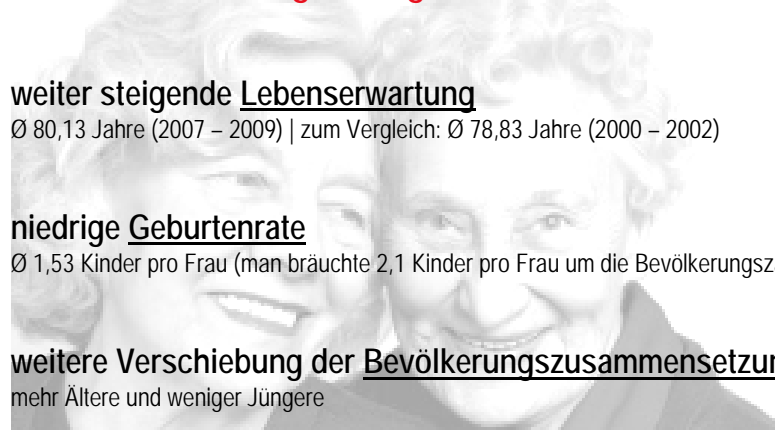 weiter steigende Lebenserwartung
Ø 80,13 Jahre (2007 – 2009) | zum Vergleich: Ø 78,83 Jahre (2000 – 2002)
niedrige Geburtenrate
Ø 1,53 Kinder pro Frau (man bräuchte 2,1 Kinder pro Frau um die
weitere Verschiebung der
mehr Ältere und weniger Jüngere